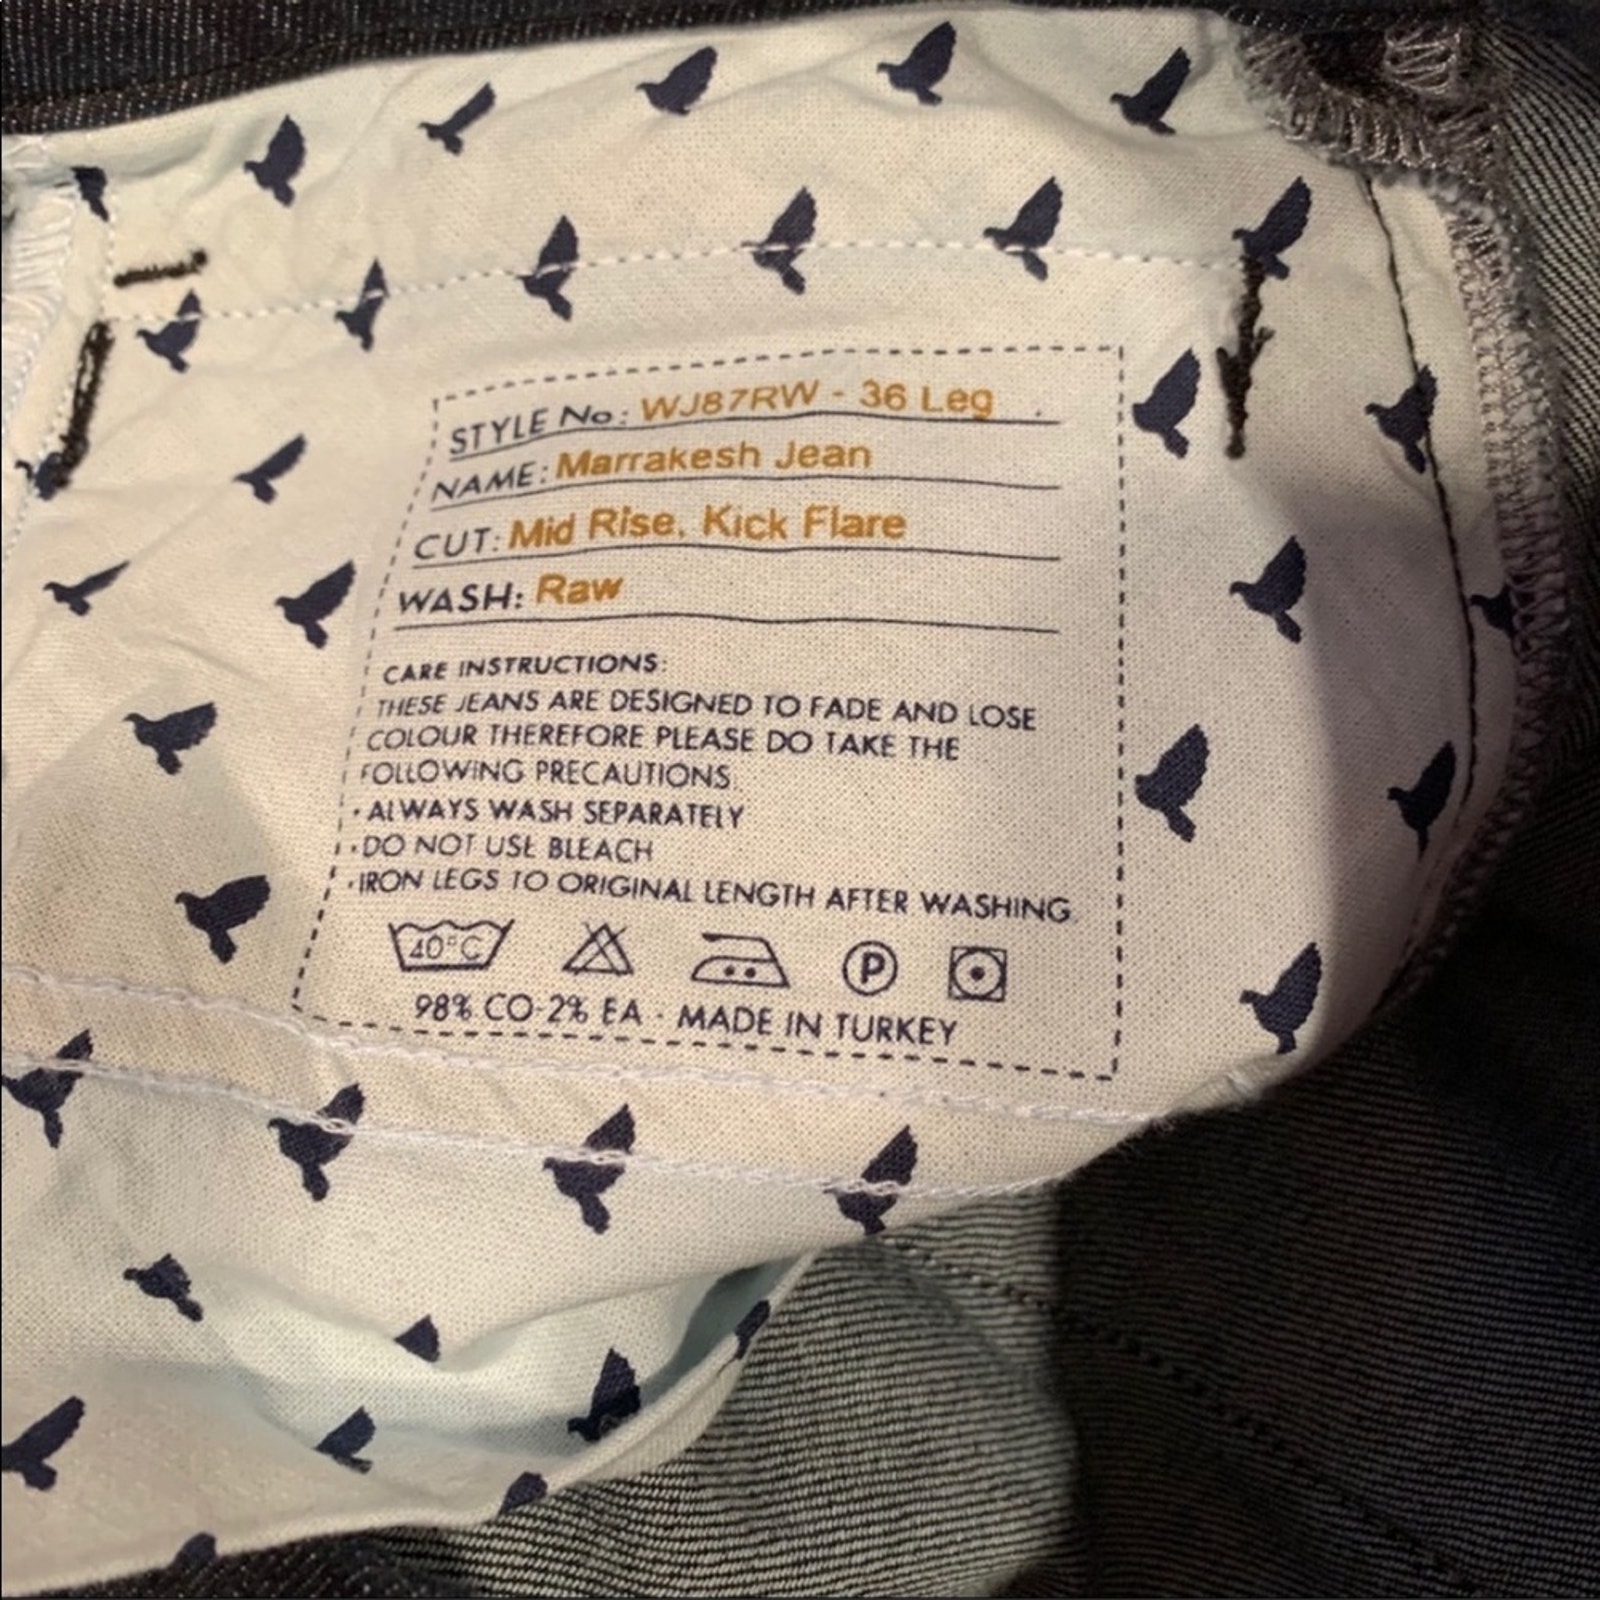 STYLE No: WJ87RW - 36 Leg
NAME: Marrakesh Jean
CUT: Mid Rise, Kick Flare
WASH: Raw
CARE INSTRUCTIONS:
THESE JEANS ARE DESIGNED TO FADE AND LOSE
COLOUR THEREFORE PLEASE DO TAKE THE
FOLLOWING PRECAUTIONS
· ALWAYS WASH SEPARATELY
· DO NOT USE BLEACH
· IRON LEGS TO ORIGINAL LENGTH AFTER WASHING
40°C P
98% CO-2% EA · MADE IN TURKEY